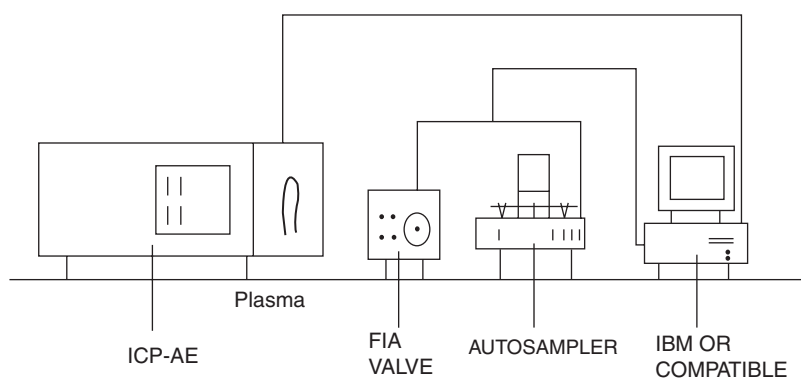 Plasma
ICP-AE
FIA
VALVE
AUTOSAMPLER
IBM OR
COMPATIBLE